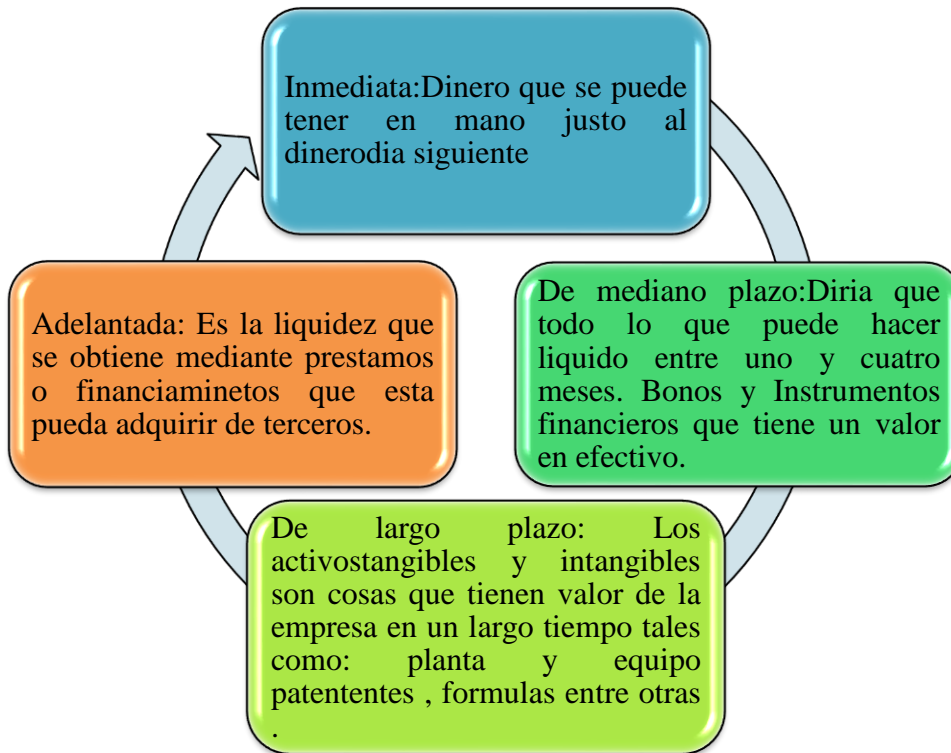 Inmediata:Dinero que se puede
tener en mano justo al
dinerodia siguiente
De mediano plazo:Diria que
todo lo que puede hacer
liquido entre uno y cuatro
meses. Bonos y Instrumentos
financieros que tiene un valor
en efectivo.
De largo plazo: Los
activostangibles y intangibles
son cosas que tienen valor de la
empresa en un largo tiempo tales
como: planta y equipo
patententes , formulas entre otras
.
Adelantada: Es la liquidez que
se obtiene mediante prestamos
o financiaminetos que esta
pueda adquirir de terceros.